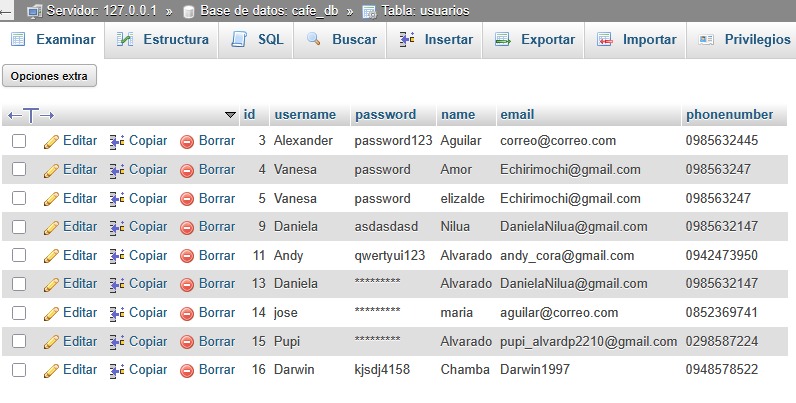 Servidor: 127.0.0.1 » Base de datos: cafe_db » Tabla: usuarios
Examinar Estructura SQL Buscar Insertar Exportar Importar Privilegios
Opciones extra
id username password name email phonenumber
Editar Copiar Borrar 3 Alexander password123 Aguilar correo@correo.com 0985632445
Editar Copiar Borrar 4 Vanesa password Amor Echirimochi@gmail.com 098563247
Editar Copiar Borrar 5 Vanesa password elizalde Echirimochi@gmail.com 098563247
Editar Copiar Borrar 9 Daniela asdasdasd Nilua DanielaNilua@gmail.com 0985632147
Editar Copiar Borrar 11 Andy qwertyui123 Alvarado andy_cora@gmail.com 0942473950
Editar Copiar Borrar 13 Daniela ********* Alvarado DanielaNilua@gmail.com 0985632147
Editar Copiar Borrar 14 jose ********* maria aguilar@correo.com 0852369741
Editar Copiar Borrar 15 Pupi ********* Alvarado pupi_alvardp2210@gmail.com 0298587224
Editar Copiar Borrar 16 Darwin kjsdj4158 Chamba Darwin1997 0948578522